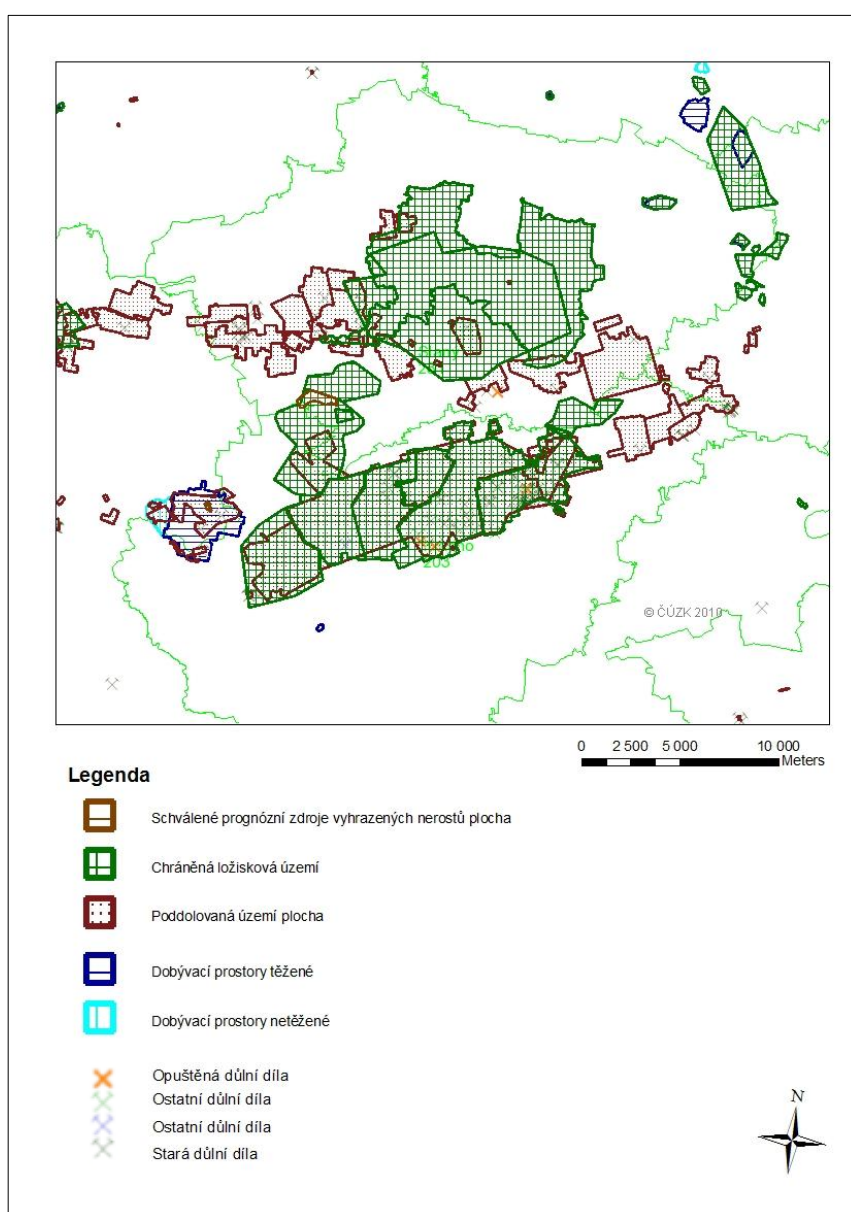 203
© ČÚZK 2010
0 2 500 5 000 10 000
Meters
Legenda
Schválené prognózní zdroje vyhrazených nerostů plocha
Chráněná ložisková území
Poddolovaná území plocha
Dobývací prostory těžené
Dobývací prostory netěžené
Opuštěná důlní díla
Ostatní důlní díla
Ostatní důlní díla
Stará důlní díla
N